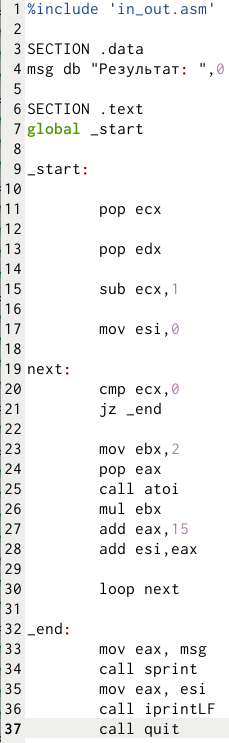 1 %include 'in_out.asm'
2
3 SECTION .data
4 msg db "Результат: ",0
5
6 SECTION .text
7 global _start
8
9 _start:
10
11 pop ecx
12
13 pop edx
14
15 sub ecx,1
16
17 mov esi,0
18
19 next:
20 cmp ecx,0
21 jz _end
22
23 mov ebx,2
24 pop eax
25 call atoi
26 mul ebx
27 add eax,15
28 add esi,eax
29
30 loop next
31
32 _end:
33 mov eax, msg
34 call sprint
35 mov eax, esi
36 call iprintLF
37 call quit